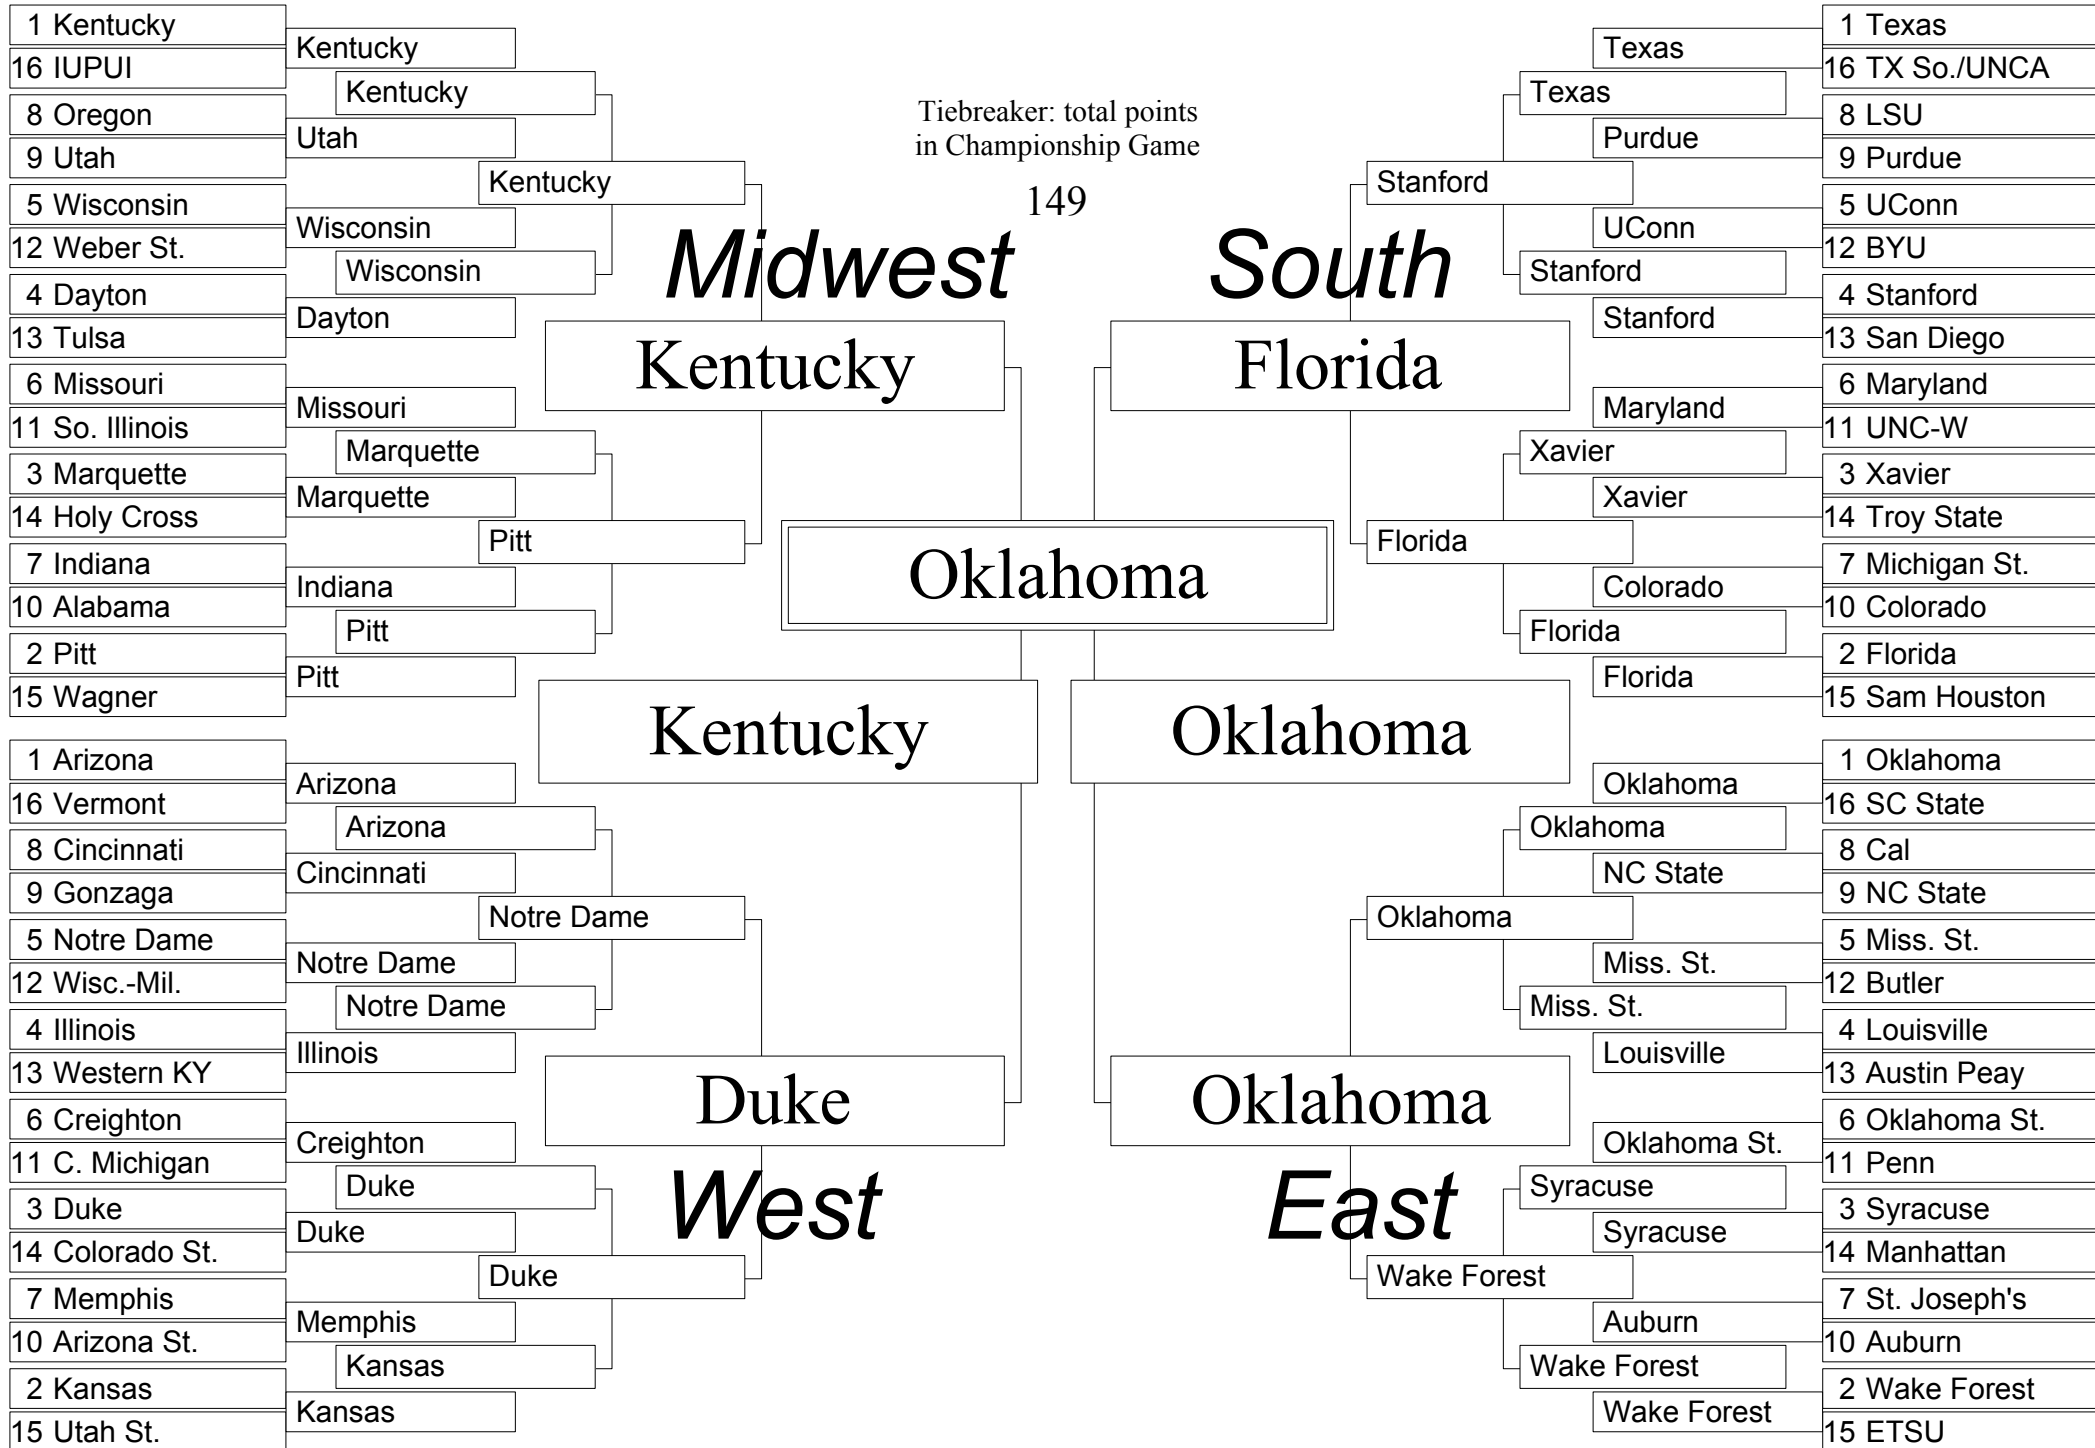 1 Kentucky
16 IUPUI
8 Oregon
9 Utah
5 Wisconsin
12 Weber St.
4 Dayton
13 Tulsa
6 Missouri
11 So. Illinois
3 Marquette
14 Holy Cross
7 Indiana
10 Alabama
2 Pitt
15 Wagner
Kentucky
Utah
Wisconsin
Dayton
Missouri
Marquette
Indiana
Pitt
Kentucky
Wisconsin
Marquette
Pitt
Kentucky
Pitt
Midwest
Kentucky
1 Arizona
16 Vermont
8 Cincinnati
9 Gonzaga
5 Notre Dame
12 Wisc.-Mil.
4 Illinois
13 Western KY
6 Creighton
11 C. Michigan
3 Duke
14 Colorado St.
7 Memphis
10 Arizona St.
2 Kansas
15 Utah St.
Arizona
Cincinnati
Notre Dame
Illinois
Creighton
Duke
Memphis
Kansas
Arizona
Notre Dame
Duke
Kansas
Notre Dame
Duke
Duke
West
Tiebreaker: total points
in Championship Game
149
Oklahoma
Kentucky
Oklahoma
South
Florida
Stanford
Florida
Texas
Stanford
Xavier
Florida
Texas
Purdue
UConn
Stanford
Maryland
Xavier
Colorado
Florida
1 Texas
16 TX So./UNCA
8 LSU
9 Purdue
5 UConn
12 BYU
4 Stanford
13 San Diego
6 Maryland
11 UNC-W
3 Xavier
14 Troy State
7 Michigan St.
10 Colorado
2 Florida
15 Sam Houston
Oklahoma
East
Oklahoma
Wake Forest
Oklahoma
Miss. St.
Syracuse
Wake Forest
Oklahoma
NC State
Miss. St.
Louisville
Oklahoma St.
Syracuse
Auburn
Wake Forest
1 Oklahoma
16 SC State
8 Cal
9 NC State
5 Miss. St.
12 Butler
4 Louisville
13 Austin Peay
6 Oklahoma St.
11 Penn
3 Syracuse
14 Manhattan
7 St. Joseph's
10 Auburn
2 Wake Forest
15 ETSU